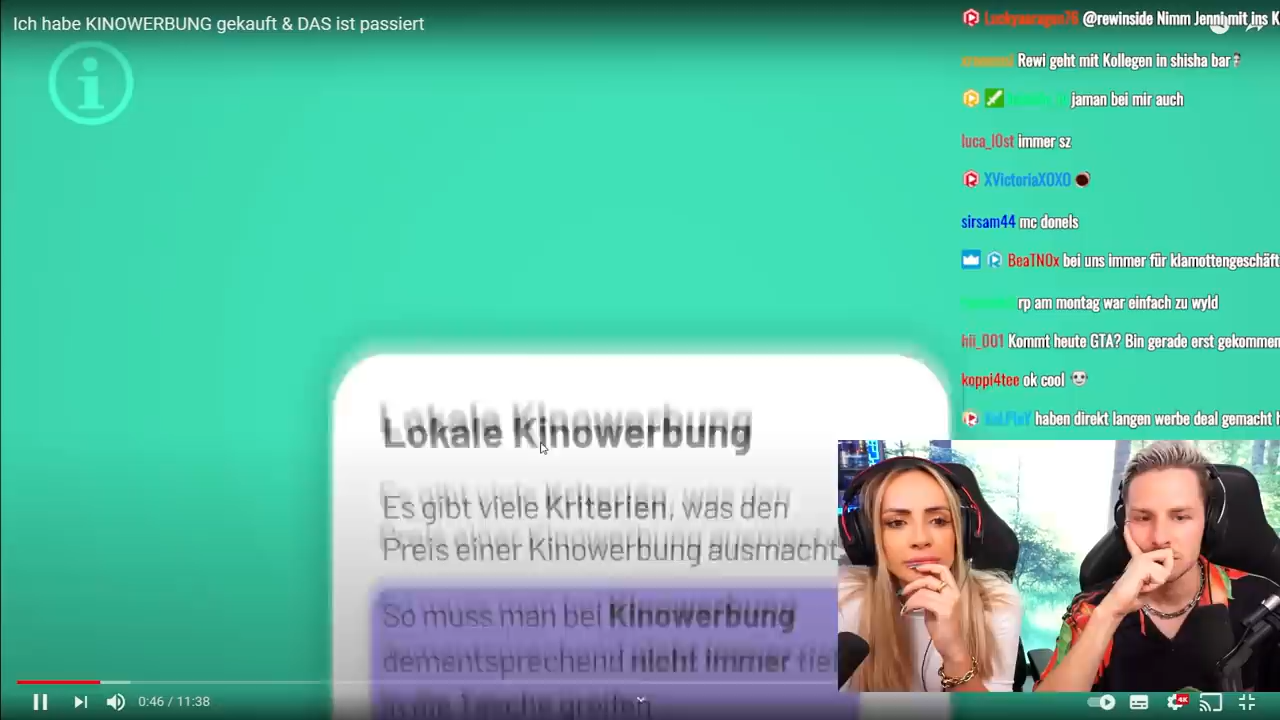 Ich habe KINOWERBUNG gekauft & DAS ist passiert
@rewinside Nimm Jenni mit ins K
Rewi geht mit Kollegen in shisha bar
jaman bei mir auch
luca_l0st immer sz
XVictoriaXOXO
sirsam44 mc donels
BeaTN0x bei uns immer für klamottengeschäft
rp am montag war einfach zu wyld
hii_001 Kommt heute GTA? Bin gerade erst gekommen
koppi4tee ok cool
haben direkt langen werbe deal gemacht h
Lokale Kinowerbung
Es gibt viele Kriterien, was den
Preis einer Kinowerbung ausmacht
So muss man bei Kinowerbung
dementsprechend nicht immer tief
0:46 / 11:38
4K